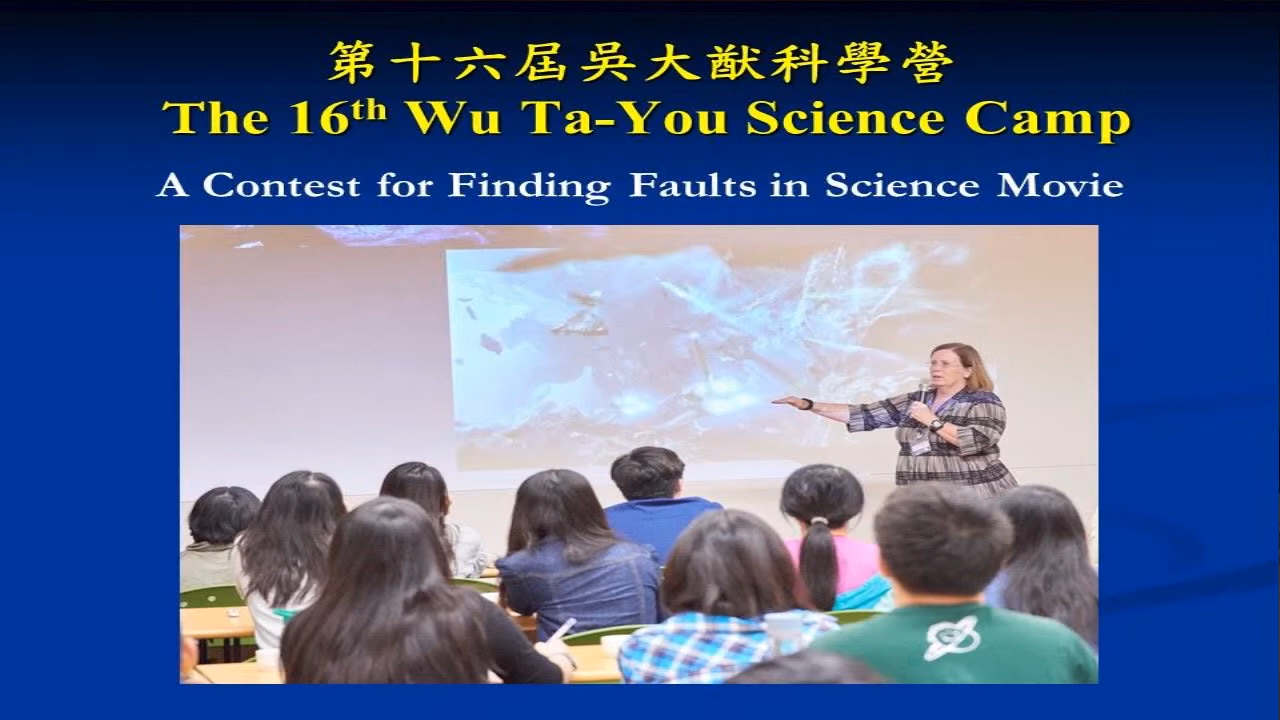 第十六屆吳大猷科學營
The 16th Wu Ta-You Science Camp
A Contest for Finding Faults in Science Movie